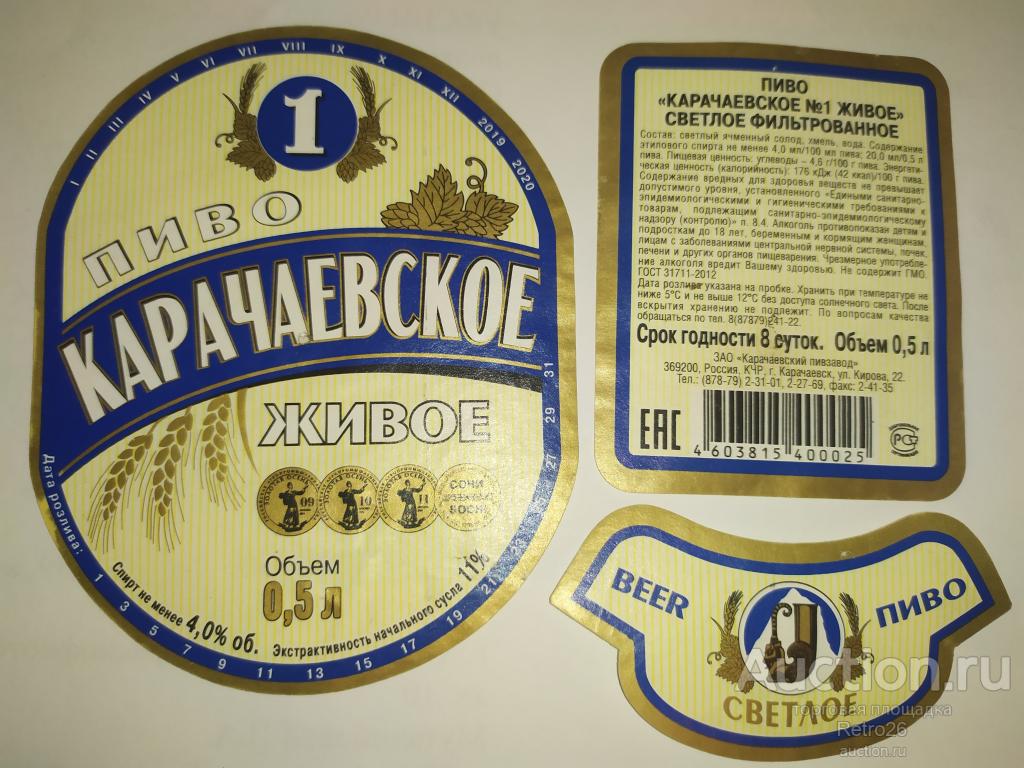 I II III IV V VI VII VIII IX X XI XII 2019 2020
1
ПИВО
КАРАЧАЕВСКОЕ
ЖИВОЕ
09 10 11
СОЧИ
Объем
0,5 л
Спирт не менее 4,0% об. Экстрактивность начального сусла 11%
Дата розлива: 1 3 5 7 9 11 13 15 17 19 21 23 25 27 29 31
ПИВО
«КАРАЧАЕВСКОЕ №1 ЖИВОЕ»
СВЕТЛОЕ ФИЛЬТРОВАННОЕ
Состав: светлый ячменный солод, хмель, вода. Содержание
этилового спирта не менее 4,0 мл/100 мл пива; 20,0 мл/0,5 л
пива. Пищевая ценность: углеводы – 4,6 г/100 г пива. Энергети-
ческая ценность (калорийность): 176 кДж (42 ккал)/100 г пива.
Содержание вредных для здоровья веществ не превышает
допустимого уровня, установленного «Едиными санитарно-
эпидемиологическими и гигиеническими требованиями к
товарам, подлежащим санитарно-эпидемиологическому
надзору (контролю)» п. 8.4. Алкоголь противопоказан детям и
подросткам до 18 лет, беременным и кормящим женщинам,
лицам с заболеваниями центральной нервной системы, почек,
печени и других органов пищеварения. Чрезмерное употребле-
ние алкоголя вредит Вашему здоровью. Не содержит ГМО.
ГОСТ 31711-2012
Дата розлива указана на пробке. Хранить при температуре не
ниже 5°С и не выше 12°С без доступа солнечного света. После
вскрытия хранению не подлежит. По вопросам качества
обращаться по тел. 8(87879)241-22.
Срок годности 8 суток. Объем 0,5 л
ЗАО «Карачаевский пивзавод»
369200, Россия, КЧР, г. Карачаевск, ул. Кирова, 22.
Тел.: (878-79) 2-31-01, 2-27-69, факс: 2-41-35
ЕАС
4 603815 400025
РСТ
BEER
ПИВО
СВЕТЛОЕ
Auction.ru
торговая площадка
Retro26
auction.ru